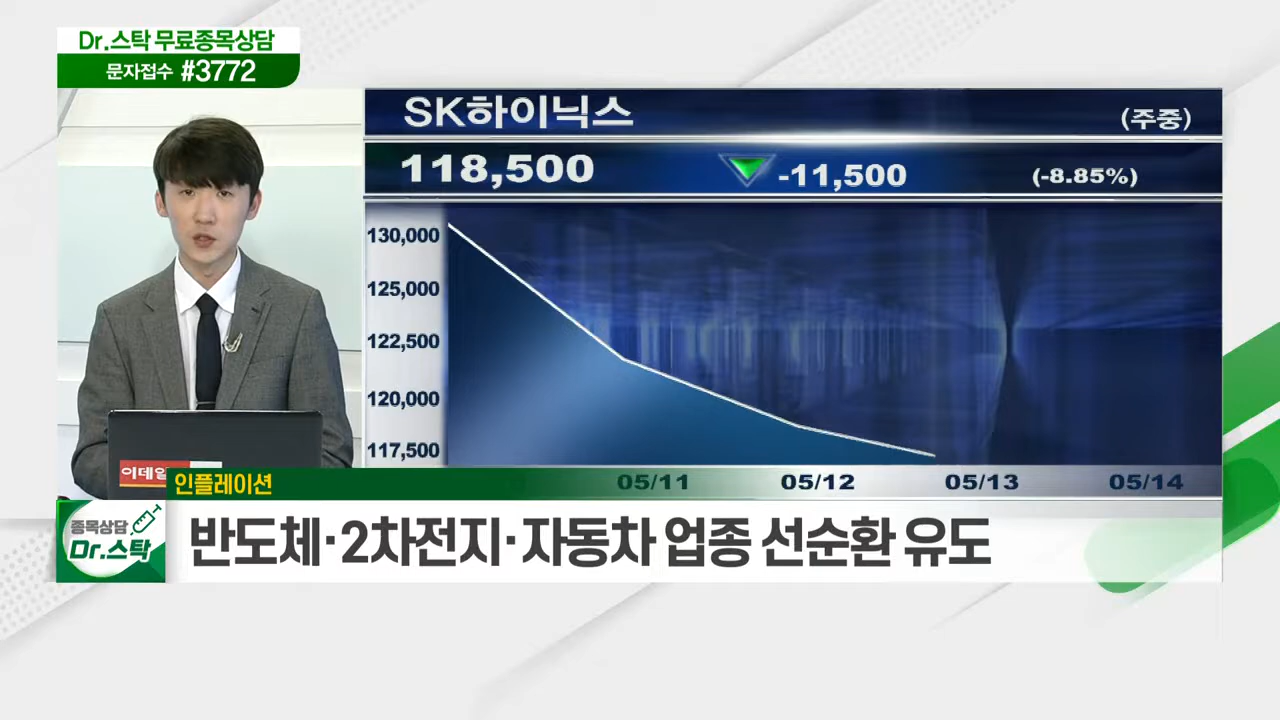 Dr.스탁 무료종목상담
문자접수 #3772
SK하이닉스 (주중)
118,500 -11,500 (-8.85%)
130,000
125,000
122,500
120,000
117,500
05/11 05/12 05/13 05/14
이데일
인플레이션
종목상담
Dr.스탁
반도체·2차전지·자동차 업종 선순환 유도